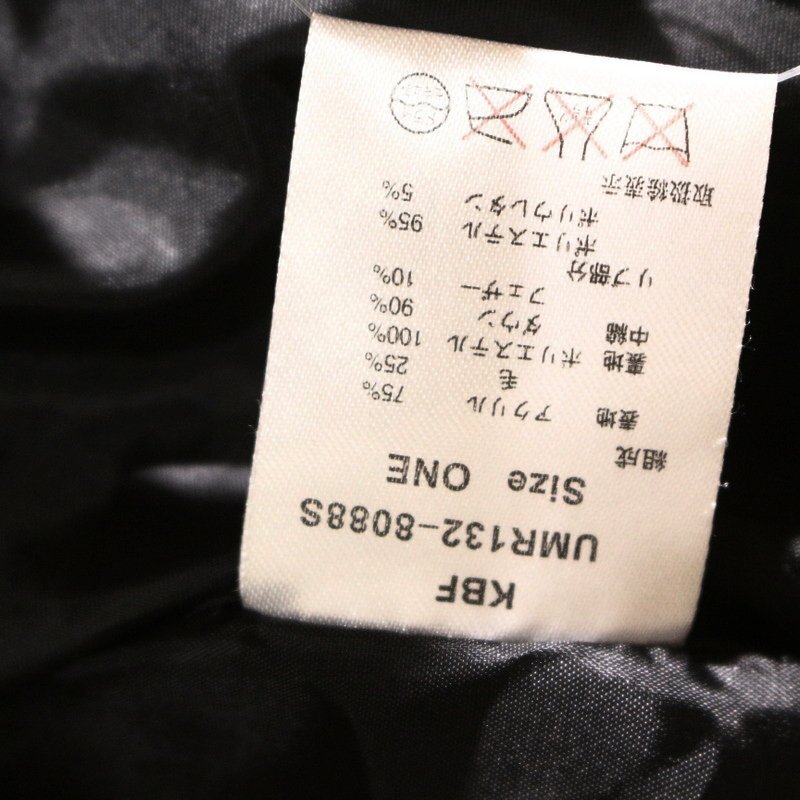 KBF
UMR132-8088S
Size ONE
組成
表地 アクリル 75%
毛 25%
裏地 ポリエステル 100%
中綿 ダウン 90%
フェザー 10%
リブ部分
ポリエステル 95%
ポリウレタン 5%
取扱絵表示